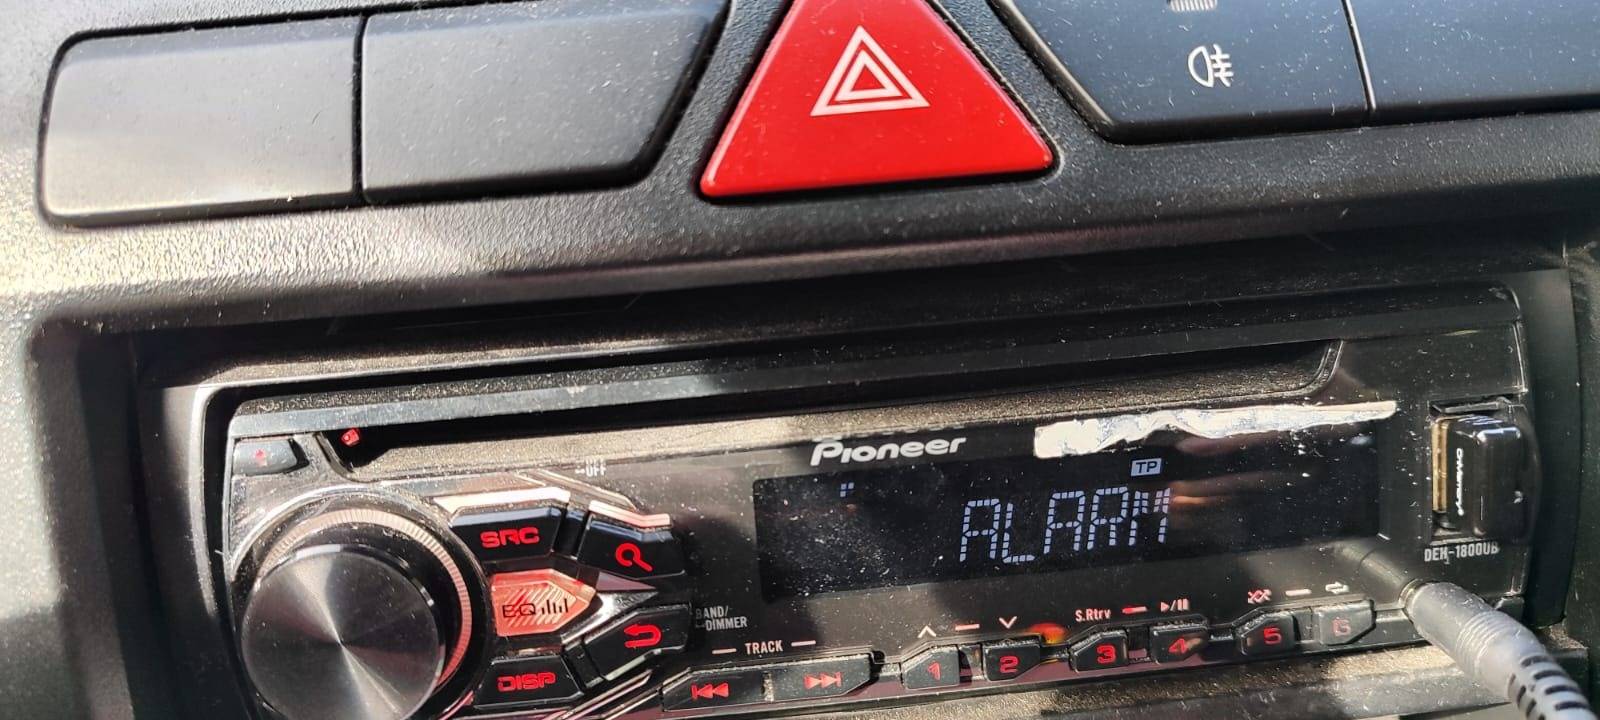 Pioneer
OFF
TP
ALARM
SRC
EQ
BAND/
DIMMER
DISP
TRACK
S.Rtrv
1
2
3
4
5
6
DEH-1800UB